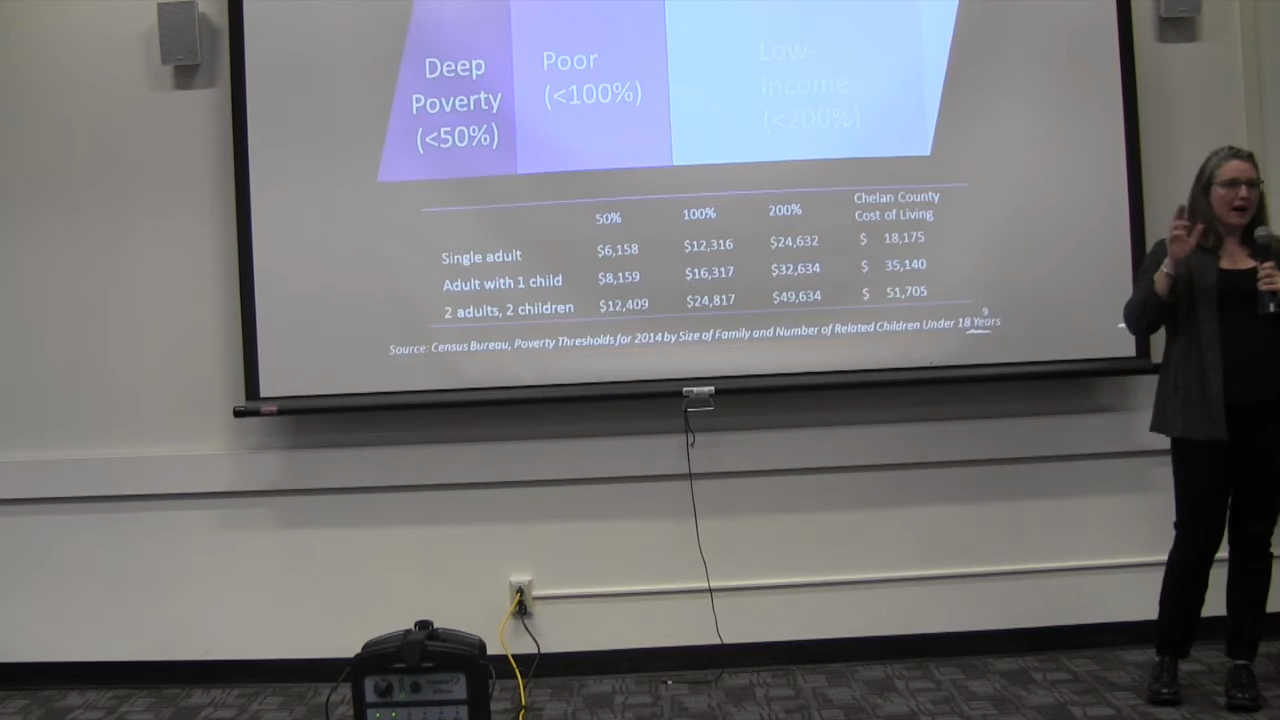 Deep
Poverty
(<50%)
Poor
(<100%)
Low-
Income
(<200%)
50% 100% 200% Chelan County
Cost of Living
Single adult $6,158 $12,316 $24,632 $ 18,175
Adult with 1 child $8,159 $16,317 $32,634 $ 35,140
2 adults, 2 children $12,409 $24,817 $49,634 $ 51,705
9
Source: Census Bureau, Poverty Thresholds for 2014 by Size of Family and Number of Related Children Under 18 Years